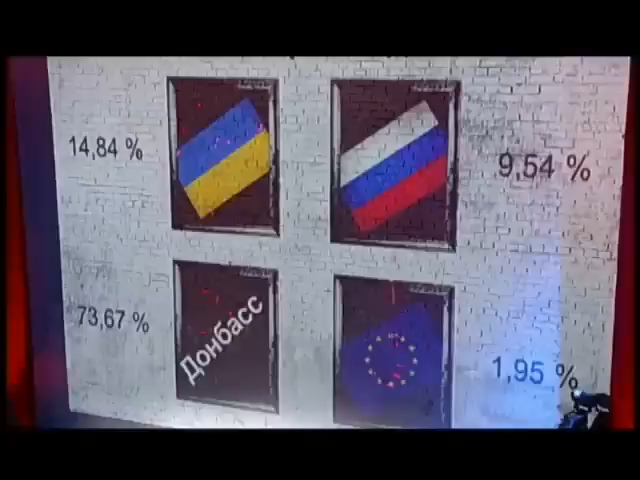 14,84 %
9,54 %
73,67 %
Донбасс
1,95 %